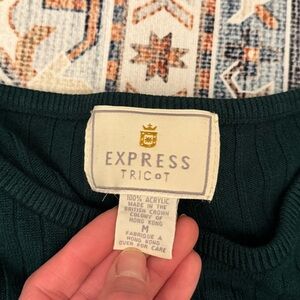 EXPRESS
TRICOT
100% ACRYLIC
MADE IN THE
BRITISH CROWN
COLONY OF
HONG KONG
M
FABRIQUE A
HONG KONG
OVER FOR CARE